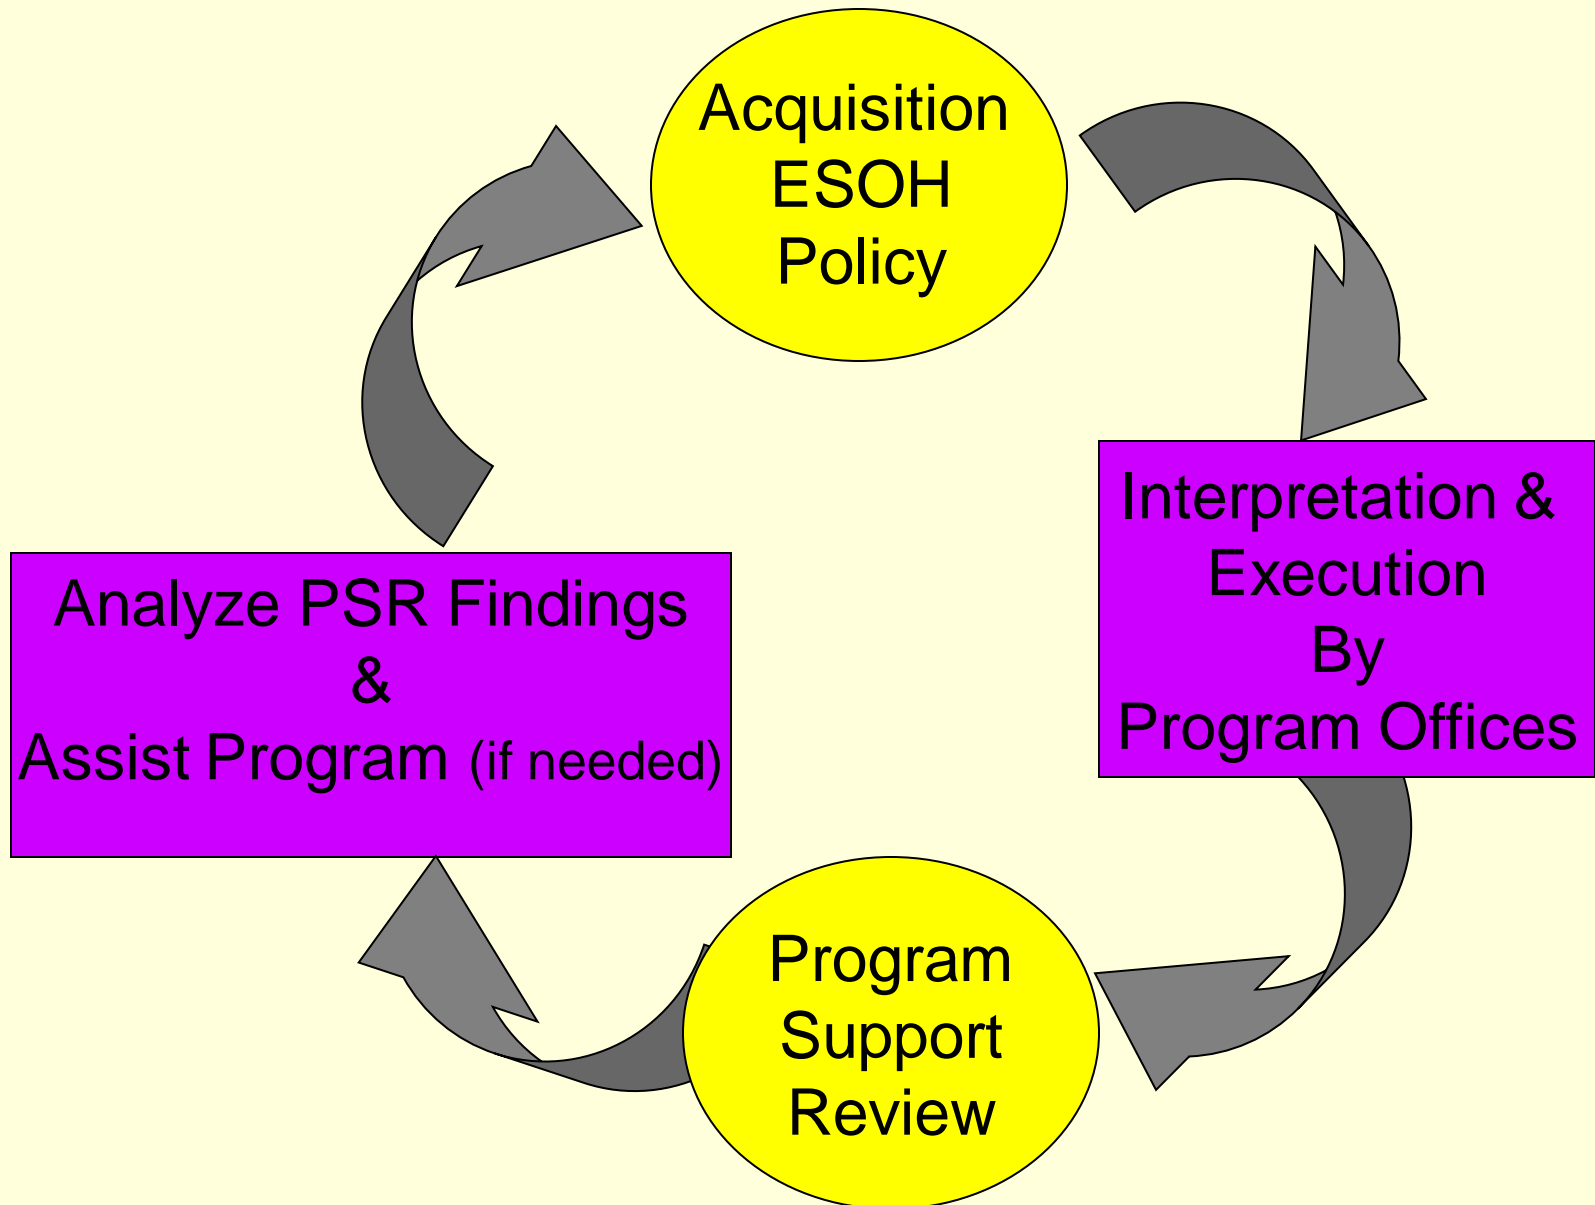 Acquisition
ESOH
Policy
Interpretation &
Execution
By
Program Offices
Program
Support
Review
Analyze PSR Findings
&
Assist Program (if needed)